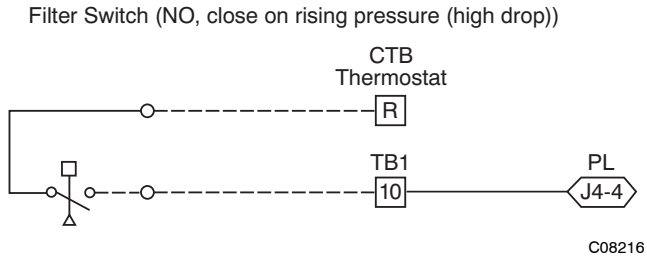 Filter Switch (NO, close on rising pressure (high drop))
CTB
Thermostat
R
TB1
10
PL
J4-4
C08216